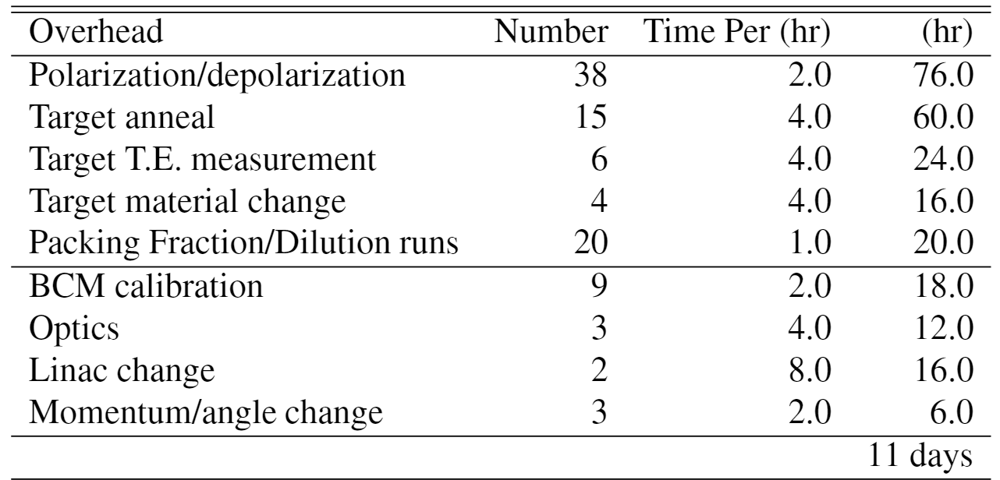 Overhead Number Time Per (hr) (hr)
Polarization/depolarization 38 2.0 76.0
Target anneal 15 4.0 60.0
Target T.E. measurement 6 4.0 24.0
Target material change 4 4.0 16.0
Packing Fraction/Dilution runs 20 1.0 20.0
BCM calibration 9 2.0 18.0
Optics 3 4.0 12.0
Linac change 2 8.0 16.0
Momentum/angle change 3 2.0 6.0
11 days